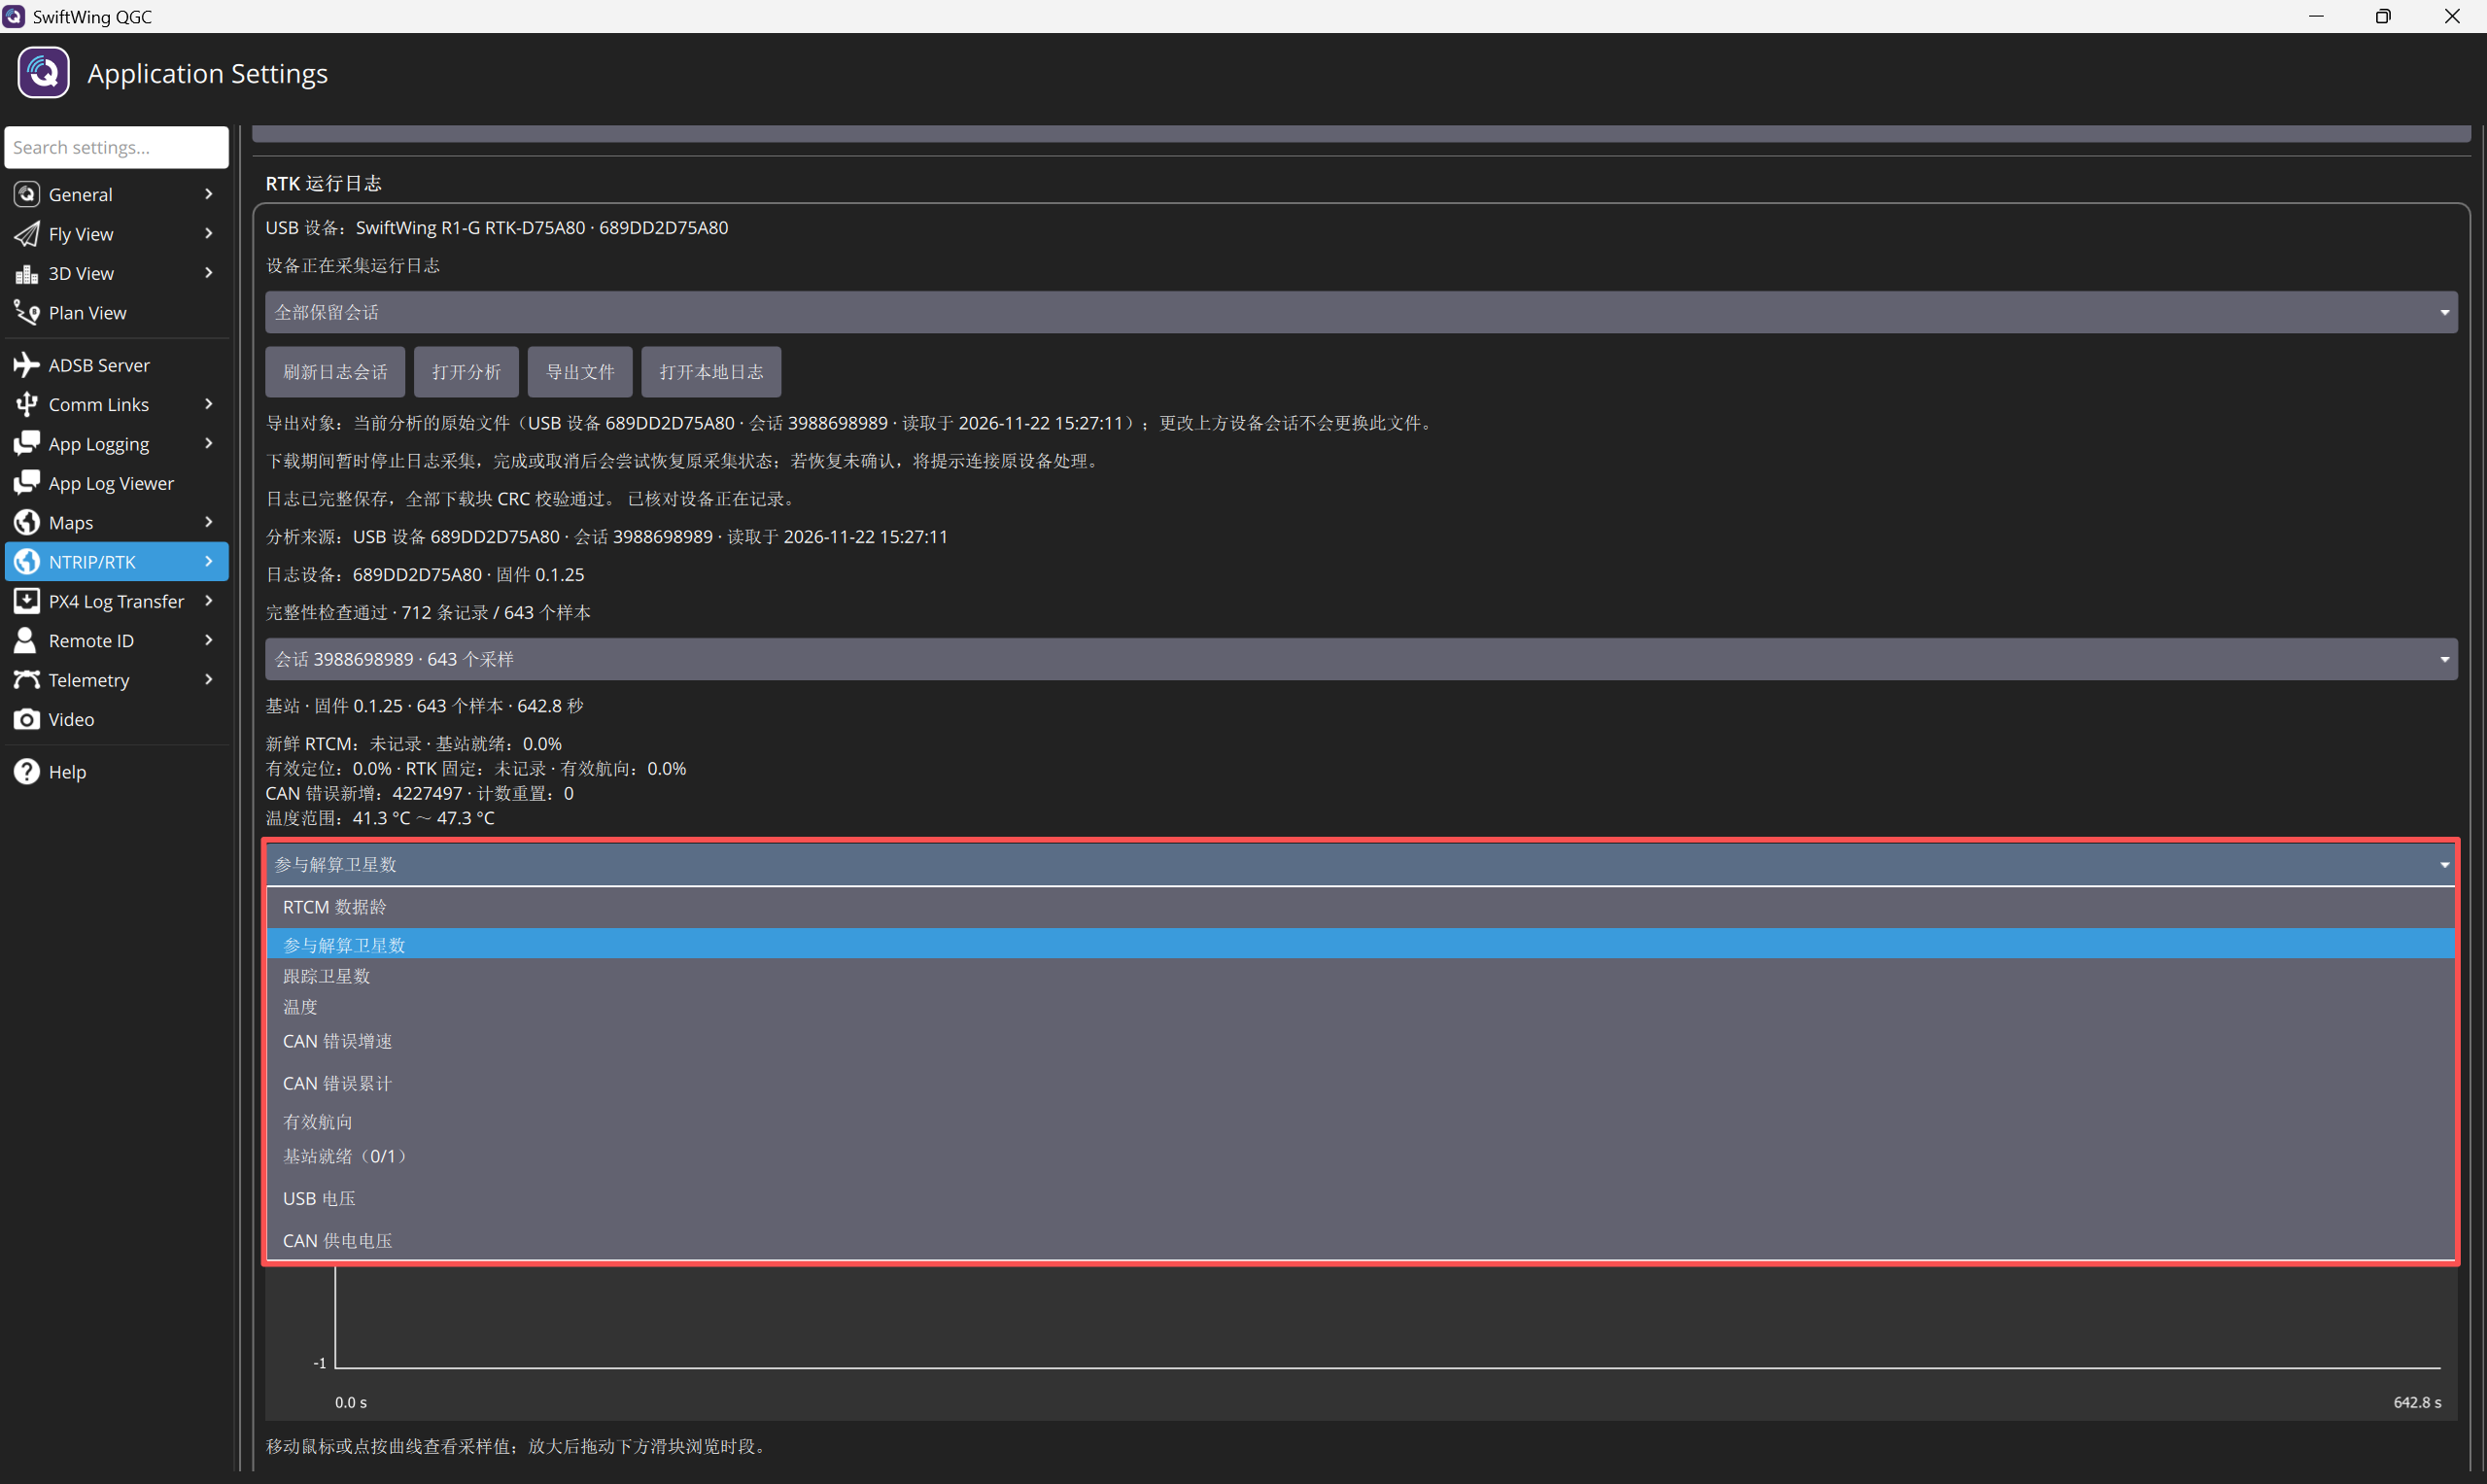 SwiftWing QGC
Application Settings
Search settings...
General
Fly View
3D View
Plan View
ADSB Server
Comm Links
App Logging
App Log Viewer
Maps
NTRIP/RTK
PX4 Log Transfer
Remote ID
Telemetry
Video
Help
RTK 运行日志
USB 设备：SwiftWing R1-G RTK-D75A80 · 689DD2D75A80
设备正在采集运行日志
全部保留会话
刷新日志会话 打开分析 导出文件 打开本地日志
导出对象：当前分析的原始文件（USB 设备 689DD2D75A80 · 会话 3988698989 · 读取于 2026-11-22 15:27:11）；更改上方设备会话不会更换此文件。
下载期间暂时停止日志采集，完成或取消后会尝试恢复原采集状态；若恢复未确认，将提示连接原设备处理。
日志已完整保存，全部下载块 CRC 校验通过。 已核对设备正在记录。
分析来源：USB 设备 689DD2D75A80 · 会话 3988698989 · 读取于 2026-11-22 15:27:11
日志设备：689DD2D75A80 · 固件 0.1.25
完整性检查通过 · 712 条记录 / 643 个样本
会话 3988698989 · 643 个采样
基站 · 固件 0.1.25 · 643 个样本 · 642.8 秒
新鲜 RTCM：未记录 · 基站就绪：0.0%
有效定位：0.0% · RTK 固定：未记录 · 有效航向：0.0%
CAN 错误新增：4227497 · 计数重置：0
温度范围：41.3 °C ～ 47.3 °C
参与解算卫星数
RTCM 数据龄
参与解算卫星数
跟踪卫星数
温度
CAN 错误增速
CAN 错误累计
有效航向
基站就绪（0/1）
USB 电压
CAN 供电电压
-1
0.0 s 642.8 s
移动鼠标或点按曲线查看采样值；放大后拖动下方滑块浏览时段。